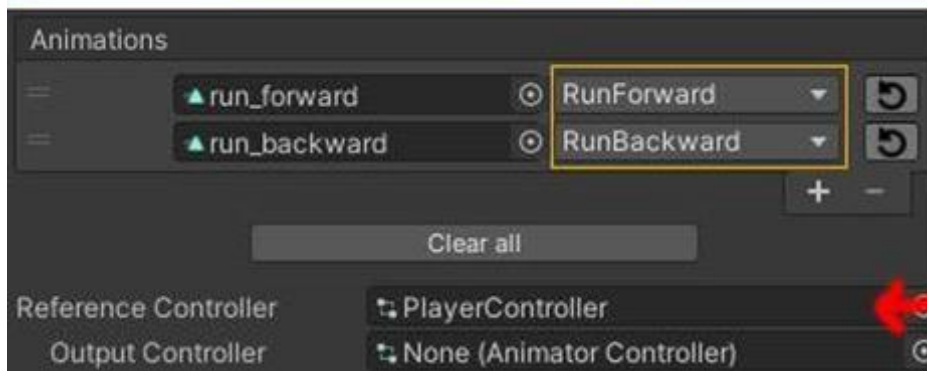 Animations
run_forward RunForward
run_backward RunBackward
+ -
Clear all
Reference Controller PlayerController
Output Controller None (Animator Controller)